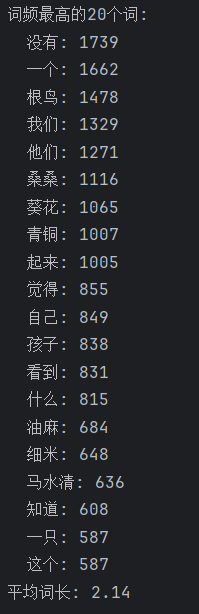 词频最高的20个词:
没有: 1739
一个: 1662
根鸟: 1478
我们: 1329
他们: 1271
桑桑: 1116
葵花: 1065
青铜: 1007
起来: 1005
觉得: 855
自己: 849
孩子: 838
看到: 831
什么: 815
油麻: 684
细米: 648
马水清: 636
知道: 608
一只: 587
这个: 587
平均词长: 2.14